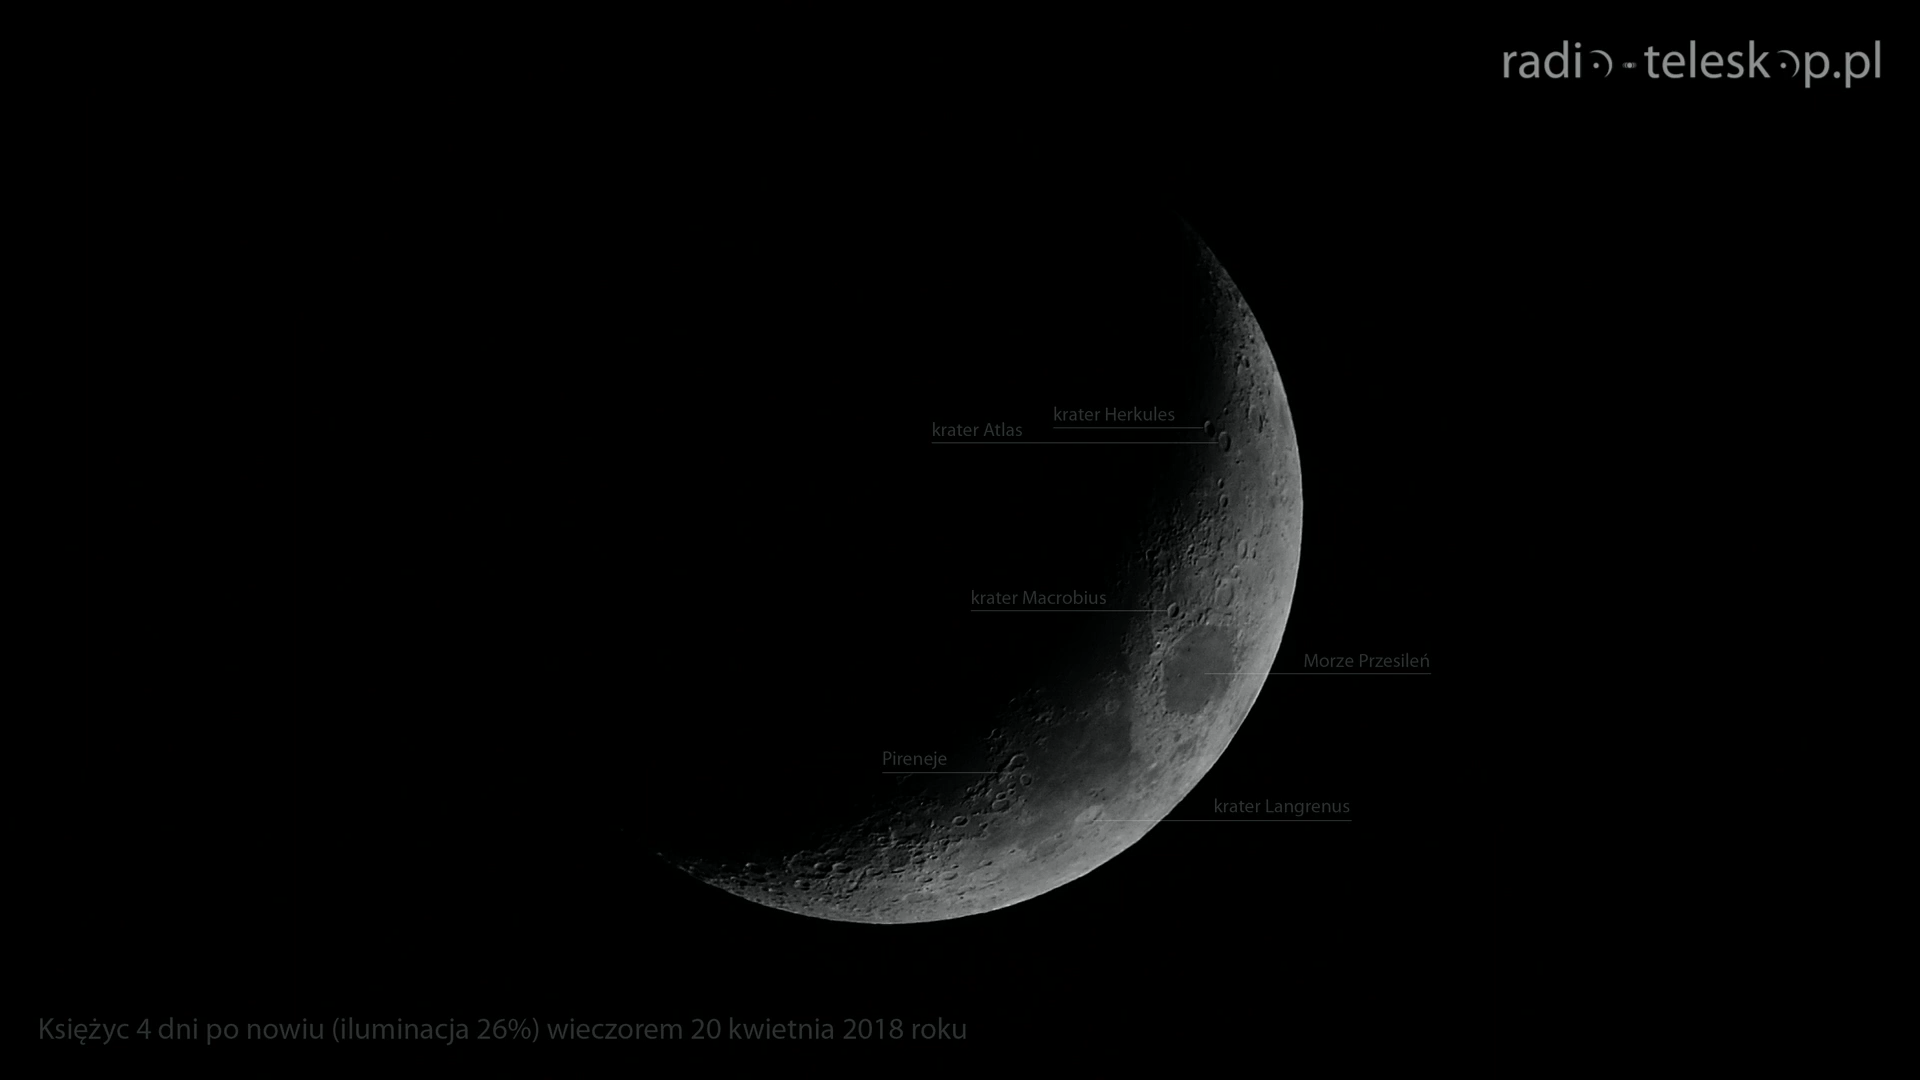 radio-teleskop.pl
krater Herkules
krater Atlas
krater Macrobius
Morze Przesileń
Pireneje
krater Langrenus
Księżyc 4 dni po nowiu (iluminacja 26%) wieczorem 20 kwietnia 2018 roku